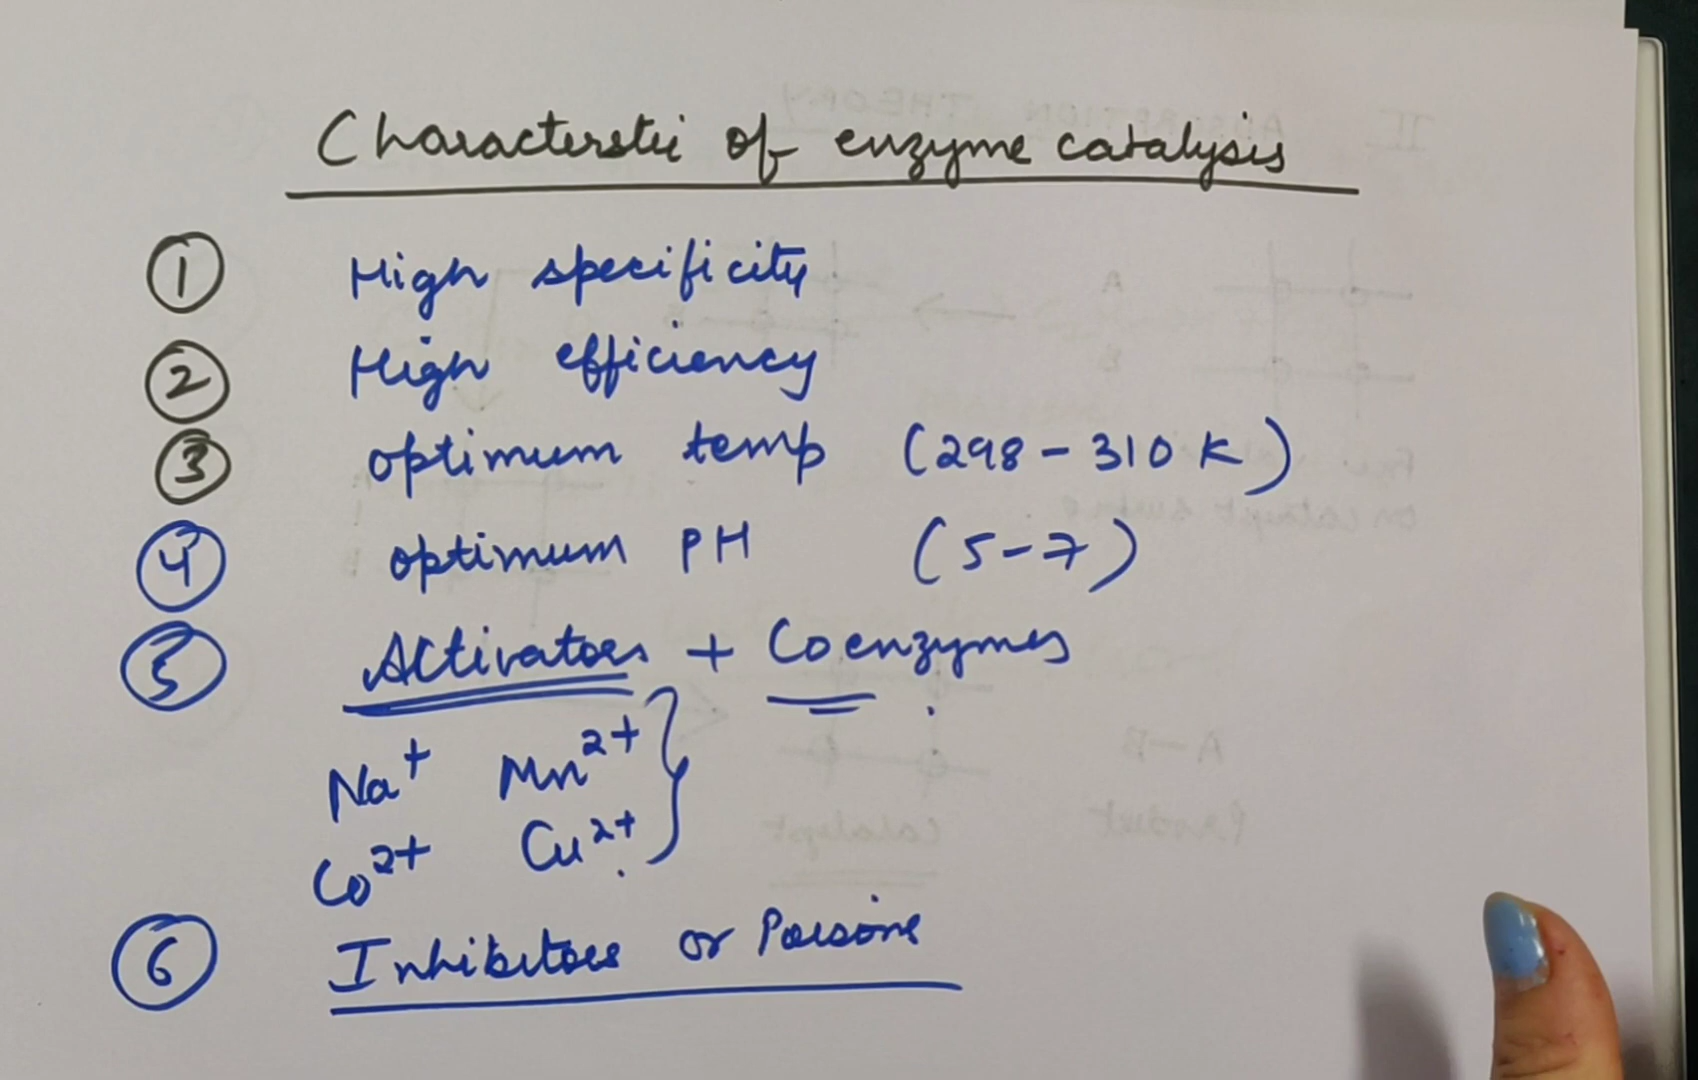 Characterstic of enzyme catalysis
1 High specificity
2 High efficiency
3 optimum temp (298-310 K)
4 optimum PH (5-7)
5 Activators + Coenzymes
Na⁺ Mn²⁺
Co²⁺ Cu²⁺
6 Inhibitors or Poisons